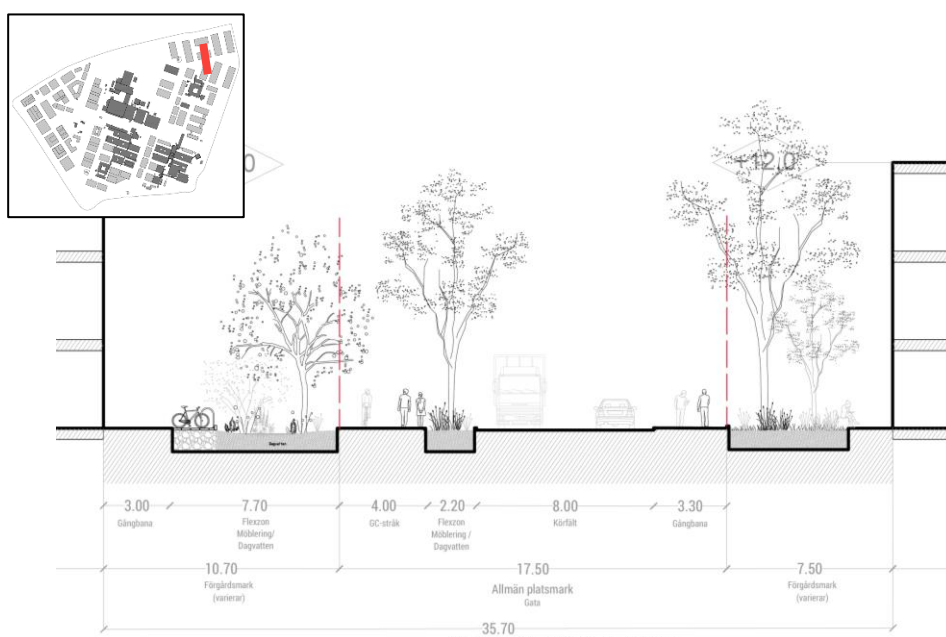 0
+12.0
3.00
Gångbana
7.70
Flexzon
Möblering/
Dagvatten
4.00
GC-stråk
2.20
Flexzon
Möblering /
Dagvatten
8.00
Körfält
3.30
Gångbana
10.70
Förgårdsmark
(varierar)
17.50
Allmän platsmark
Gata
7.50
Förgårdsmark
(varierar)
35.70